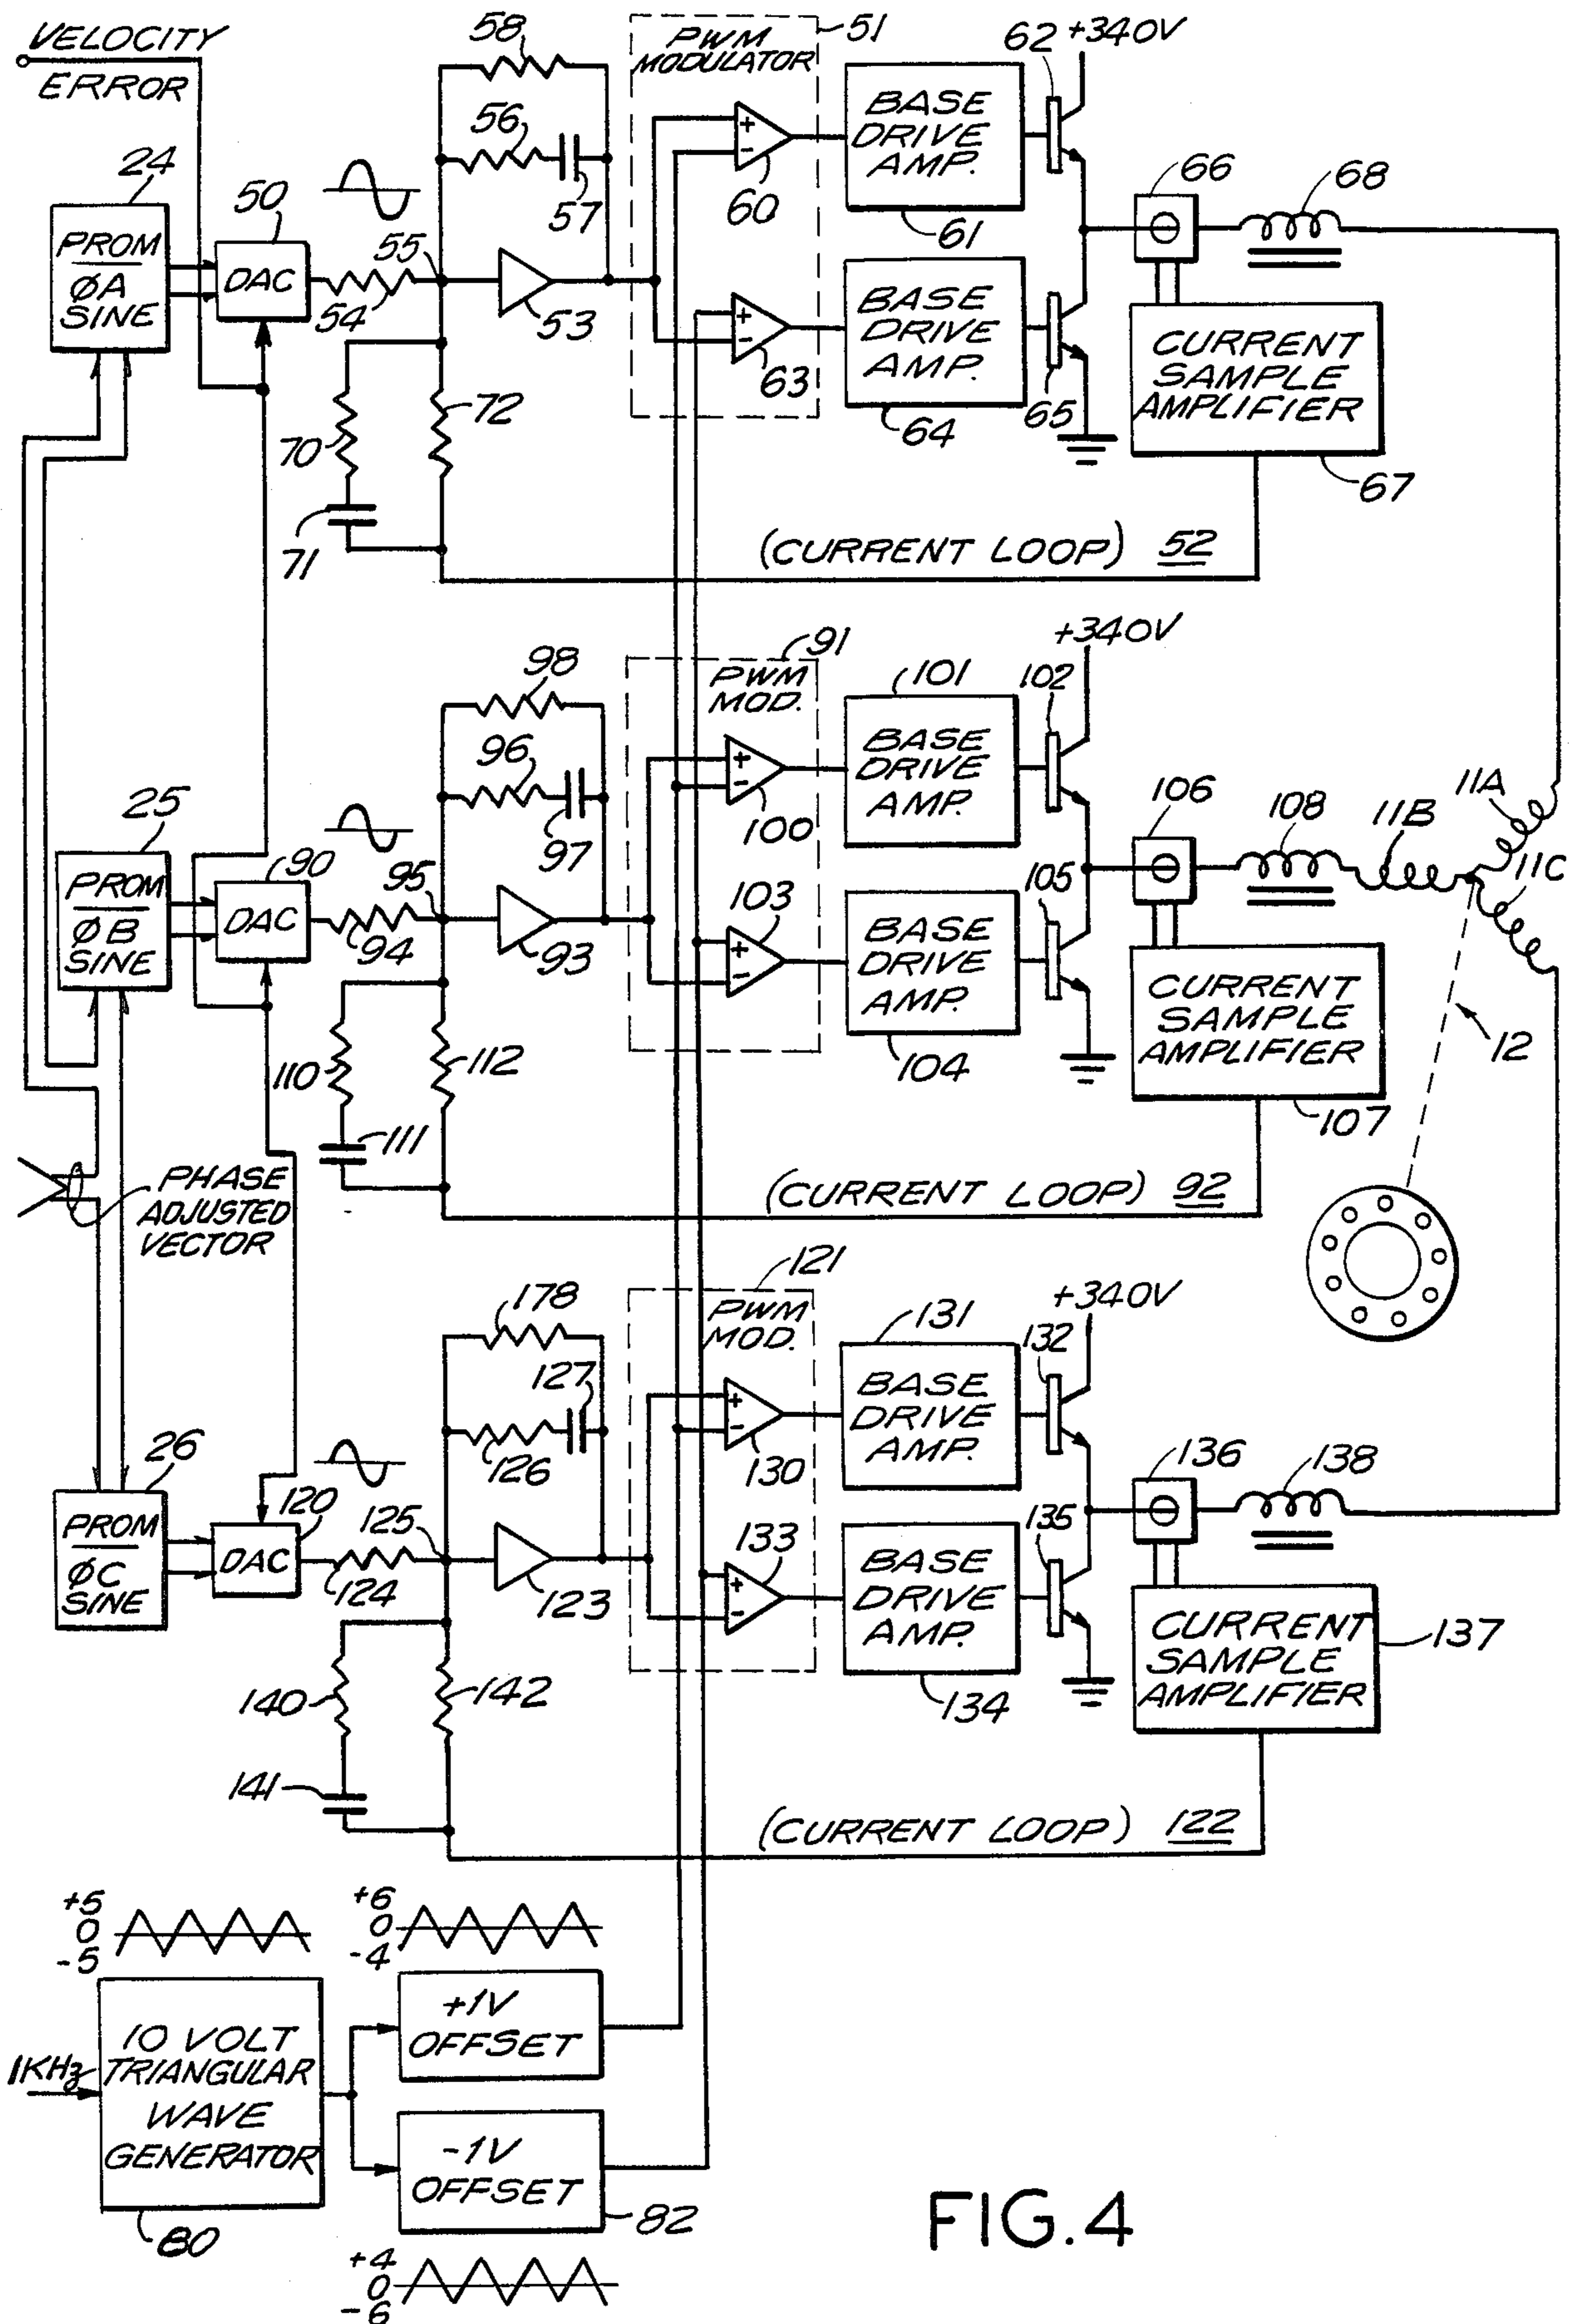 VELOCITY
ERROR
58
PWM
MODULATOR
51
62
+340V
24
50
56
57
60
BASE
DRIVE
AMP.
61
66
68
PROM
ØA
SINE
DAC
54
55
53
63
BASE
DRIVE
AMP.
64
65
CURRENT
SAMPLE
AMPLIFIER
67
70
72
71
(CURRENT LOOP) 52
98
91
PWM
MOD.
101
102
+340V
25
90
96
97
100
BASE
DRIVE
AMP.
106
108
11B
11A
11C
PROM
ØB
SINE
DAC
94
95
93
103
BASE
DRIVE
AMP.
104
105
CURRENT
SAMPLE
AMPLIFIER
107
12
110
112
111
PHASE
ADJUSTED
VECTOR
(CURRENT LOOP) 92
178
121
PWM
MOD.
131
132
+340V
26
127
126
130
BASE
DRIVE
AMP.
136
138
PROM
ØC
SINE
DAC
120
124
125
123
133
BASE
DRIVE
AMP.
134
135
CURRENT
SAMPLE
AMPLIFIER
137
140
142
141
(CURRENT LOOP) 122
+5
0
-5
+6
0
-4
1KHz
10 VOLT
TRIANGULAR
WAVE
GENERATOR
80
+1V
OFFSET
-1V
OFFSET
82
+4
0
-6
FIG.4